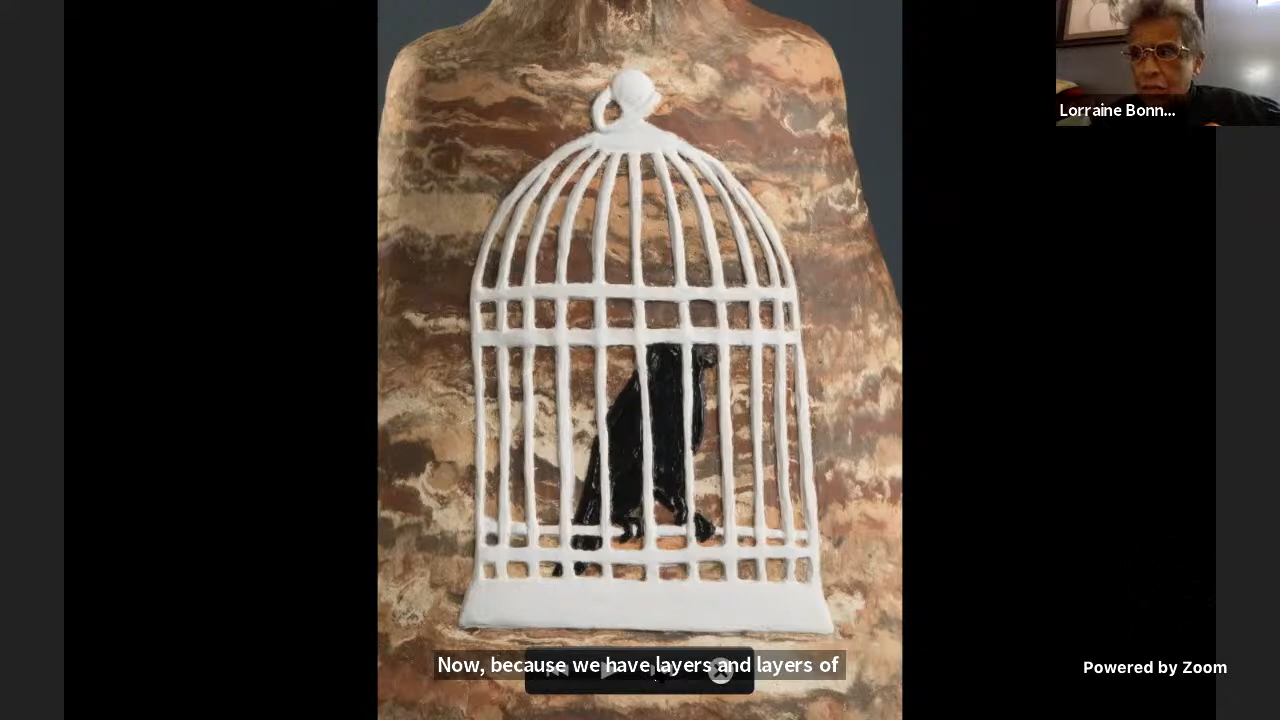 Lorraine Bonn...
Now, because we have layers and layers of
Powered by Zoom